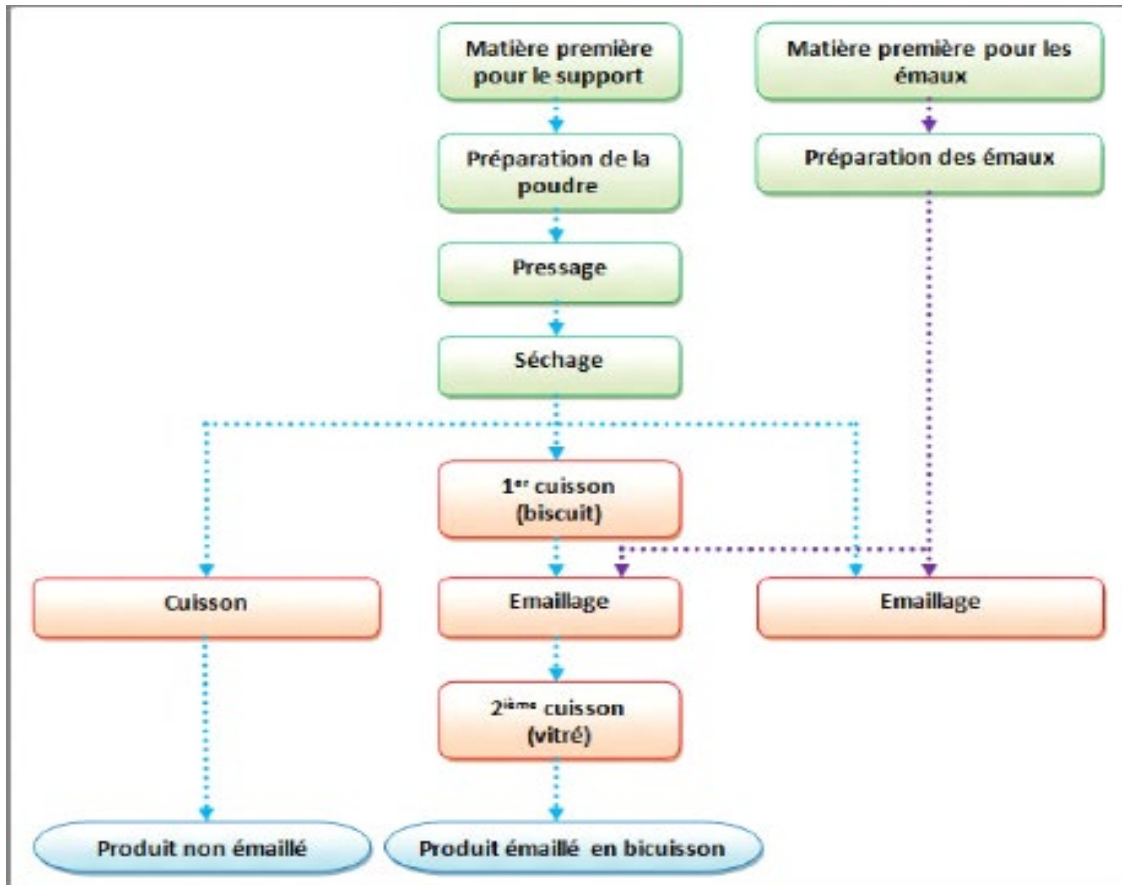 Matière première
pour le support
Matière première pour les
émaux
Préparation de la
poudre
Préparation des émaux
Pressage
Séchage
1er cuisson
(biscuit)
Cuisson
Emaillage
Emaillage
2ième cuisson
(vitré)
Produit non émaillé
Produit émaillé en bicuisson